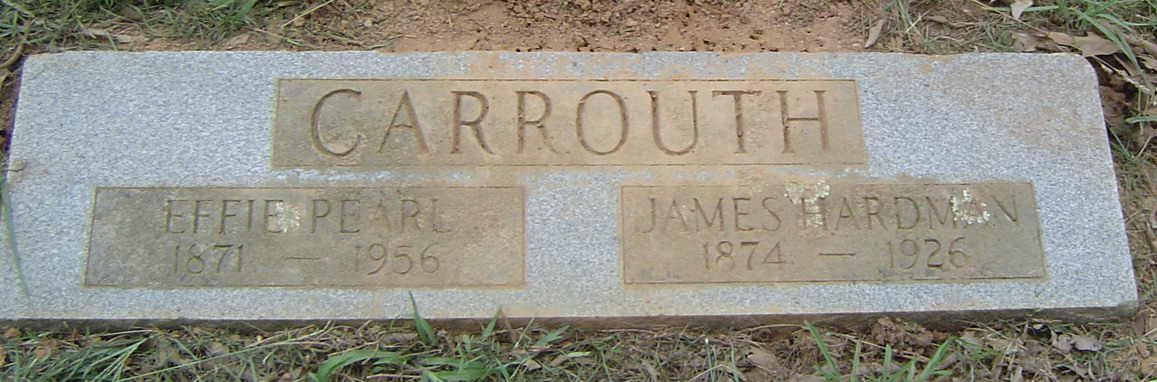 CARROUTH
EFFIE PEARL
1871 — 1956
JAMES HARDMAN
1874 — 1926